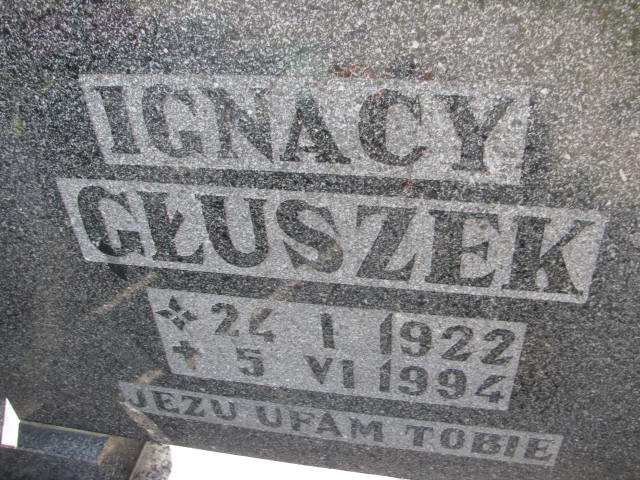 IGNACY
GŁUSZEK
24 I 1922
5 VI 1994
JEZU UFAM TOBIE